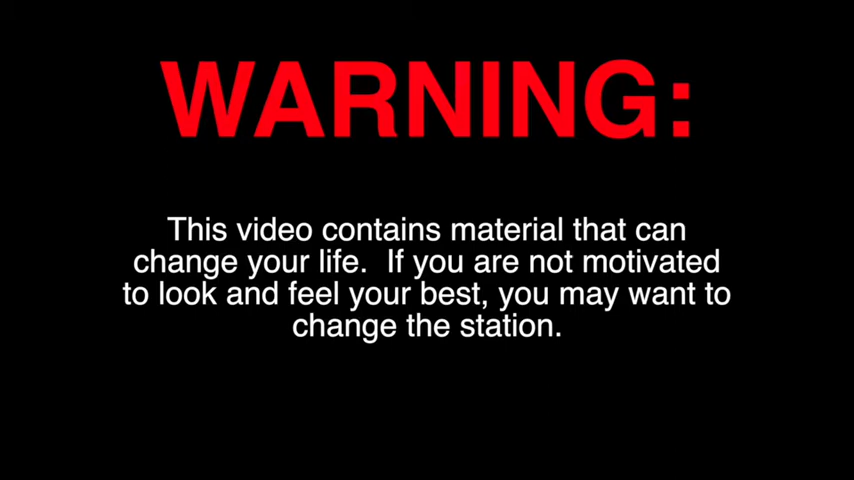 WARNING:
This video contains material that can
change your life.  If you are not motivated
to look and feel your best, you may want to
change the station.